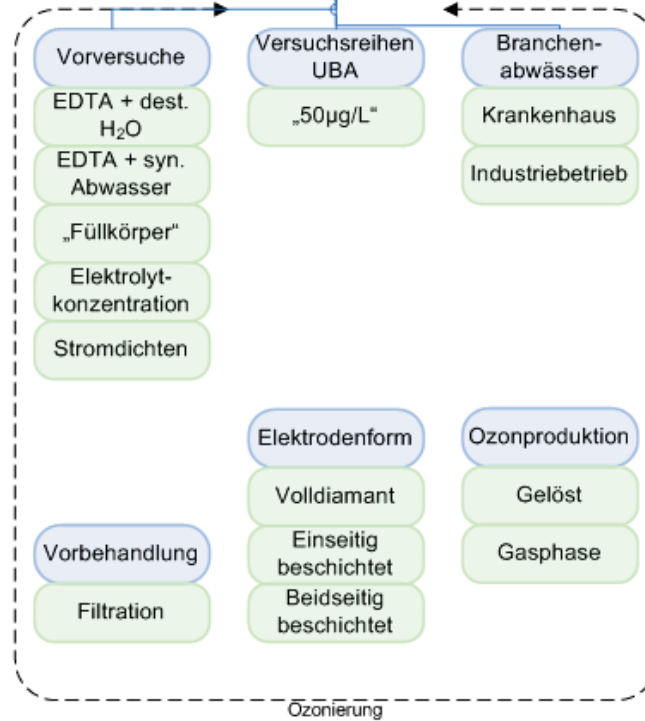 Vorversuche
EDTA + dest.
H₂O
EDTA + syn.
Abwasser
„Füllkörper“
Elektrolyt-
konzentration
Stromdichten
Versuchsreihen
UBA
„50µg/L“
Branchen-
abwässer
Krankenhaus
Industriebetrieb
Vorbehandlung
Filtration
Elektrodenform
Volldiamant
Einseitig
beschichtet
Beidseitig
beschichtet
Ozonproduktion
Gelöst
Gasphase
Ozonierung